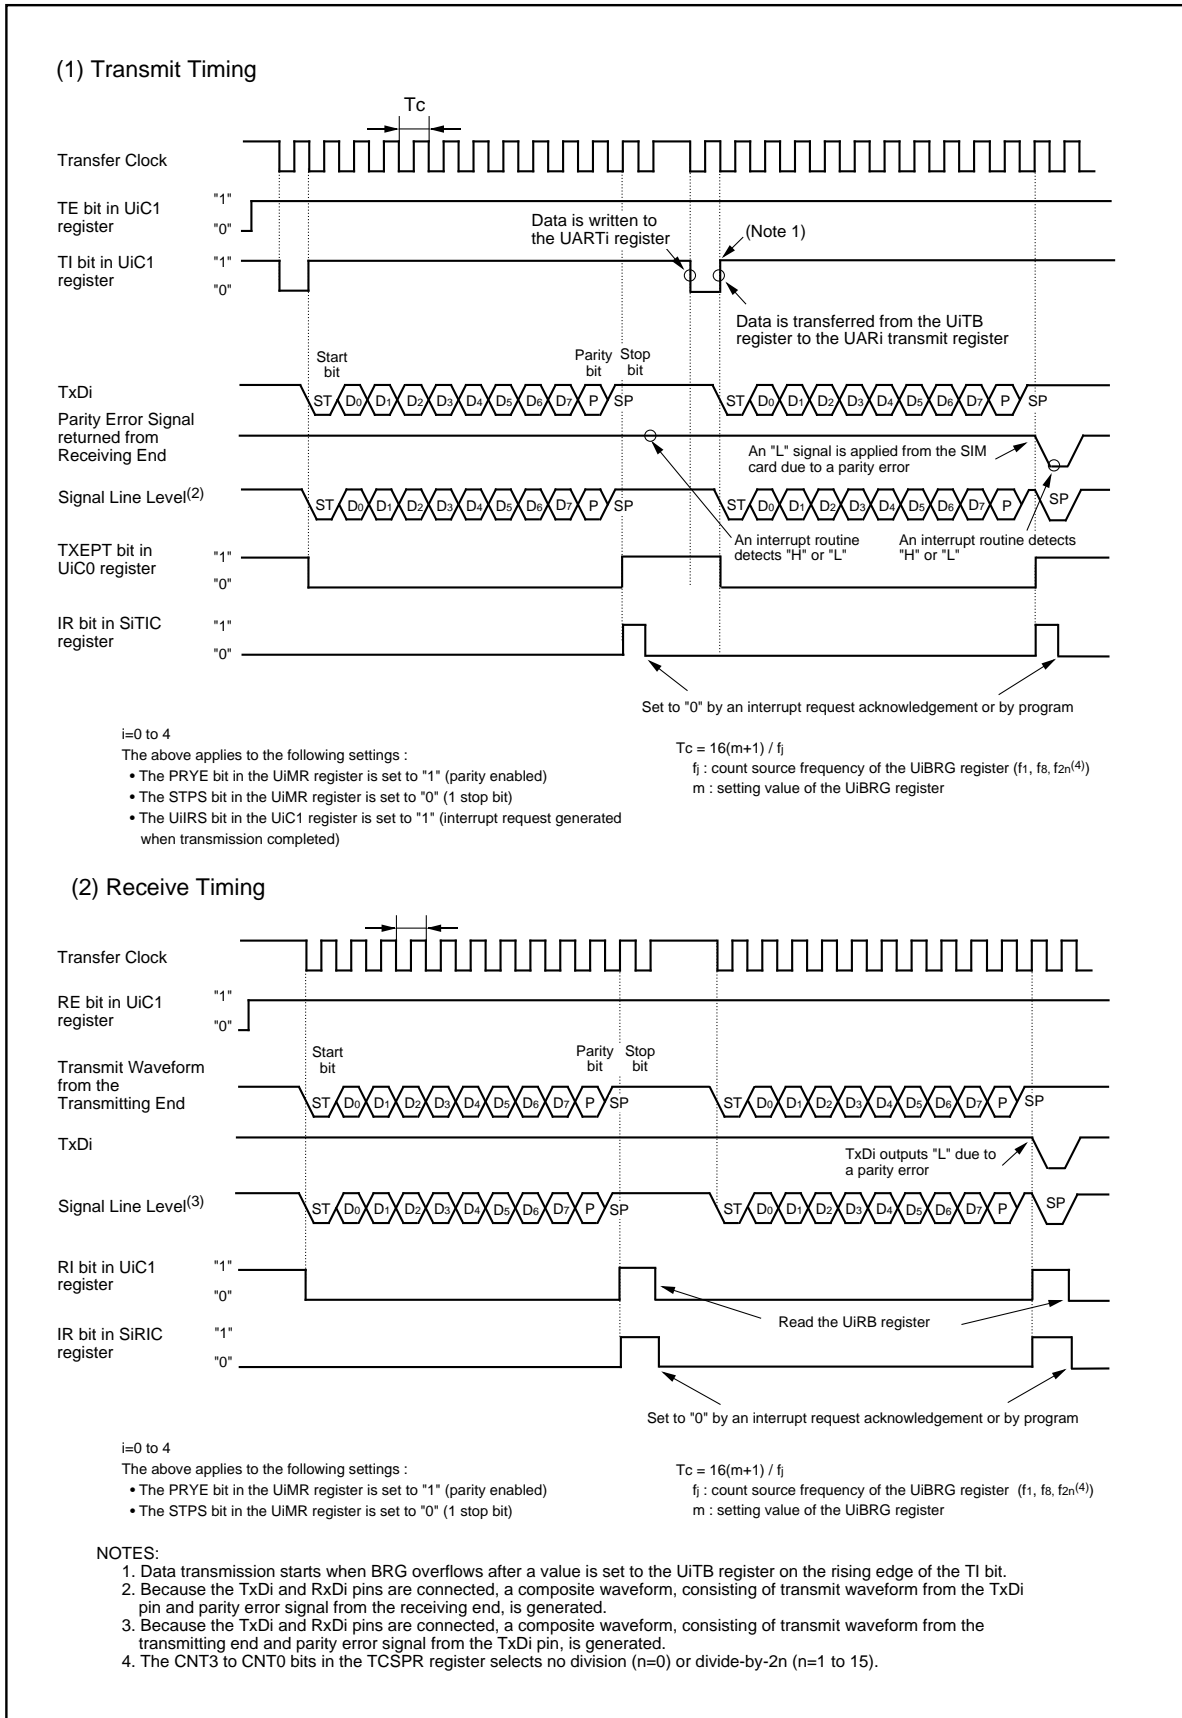 (1) Transmit Timing
Tc
Transfer Clock
TE bit in UiC1
register
"1"
"0"
Data is written to
the UARTi register
(Note 1)
TI bit in UiC1
register
"1"
"0"
Data is transferred from the UiTB
register to the UARi transmit register
Start
bit
Parity
bit
Stop
bit
TxDi
ST D0 D1 D2 D3 D4 D5 D6 D7 P SP
ST D0 D1 D2 D3 D4 D5 D6 D7 P SP
Parity Error Signal
returned from
Receiving End
An "L" signal is applied from the SIM
card due to a parity error
Signal Line Level(2)
ST D0 D1 D2 D3 D4 D5 D6 D7 P SP
ST D0 D1 D2 D3 D4 D5 D6 D7 P SP
An interrupt routine
detects "H" or "L"
An interrupt routine detects
"H" or "L"
TXEPT bit in
UiC0 register
"1"
"0"
IR bit in SiTIC
register
"1"
"0"
Set to "0" by an interrupt request acknowledgement or by program
i=0 to 4
The above applies to the following settings :
• The PRYE bit in the UiMR register is set to "1" (parity enabled)
• The STPS bit in the UiMR register is set to "0" (1 stop bit)
• The UiIRS bit in the UiC1 register is set to "1" (interrupt request generated
when transmission completed)
Tc = 16(m+1) / fj
fj : count source frequency of the UiBRG register (f1, f8, f2n(4))
m : setting value of the UiBRG register
(2) Receive Timing
Transfer Clock
RE bit in UiC1
register
"1"
"0"
Start
bit
Parity
bit
Stop
bit
Transmit Waveform
from the
Transmitting End
ST D0 D1 D2 D3 D4 D5 D6 D7 P SP
ST D0 D1 D2 D3 D4 D5 D6 D7 P SP
TxDi
TxDi outputs "L" due to
a parity error
Signal Line Level(3)
ST D0 D1 D2 D3 D4 D5 D6 D7 P SP
ST D0 D1 D2 D3 D4 D5 D6 D7 P SP
RI bit in UiC1
register
"1"
"0"
Read the UiRB register
IR bit in SiRIC
register
"1"
"0"
Set to "0" by an interrupt request acknowledgement or by program
i=0 to 4
The above applies to the following settings :
• The PRYE bit in the UiMR register is set to "1" (parity enabled)
• The STPS bit in the UiMR register is set to "0" (1 stop bit)
Tc = 16(m+1) / fj
fj : count source frequency of the UiBRG register (f1, f8, f2n(4))
m : setting value of the UiBRG register
NOTES:
1. Data transmission starts when BRG overflows after a value is set to the UiTB register on the rising edge of the TI bit.
2. Because the TxDi and RxDi pins are connected, a composite waveform, consisting of transmit waveform from the TxDi
pin and parity error signal from the receiving end, is generated.
3. Because the TxDi and RxDi pins are connected, a composite waveform, consisting of transmit waveform from the
transmitting end and parity error signal from the TxDi pin, is generated.
4. The CNT3 to CNT0 bits in the TCSPR register selects no division (n=0) or divide-by-2n (n=1 to 15).